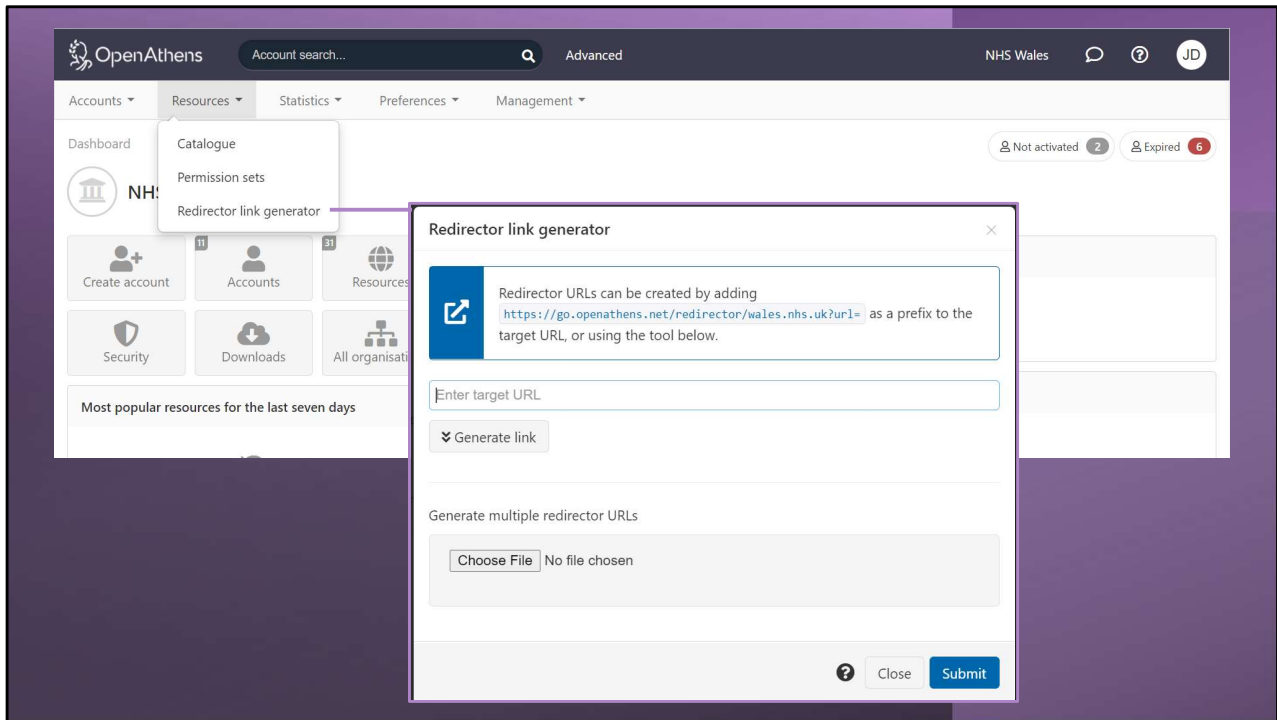 OpenAthens Account search... Advanced NHS Wales JD
Accounts Resources Statistics Preferences Management
Dashboard
Not activated 2 Expired 6
Catalogue
Permission sets
Redirector link generator
NHS
Create account
11 Accounts
31 Resources
Security
Downloads
All organisati
Most popular resources for the last seven days
Redirector link generator
Redirector URLs can be created by adding
https://go.openathens.net/redirector/wales.nhs.uk?url= as a prefix to the
target URL, or using the tool below.
Enter target URL
Generate link
Generate multiple redirector URLs
Choose File No file chosen
Close Submit